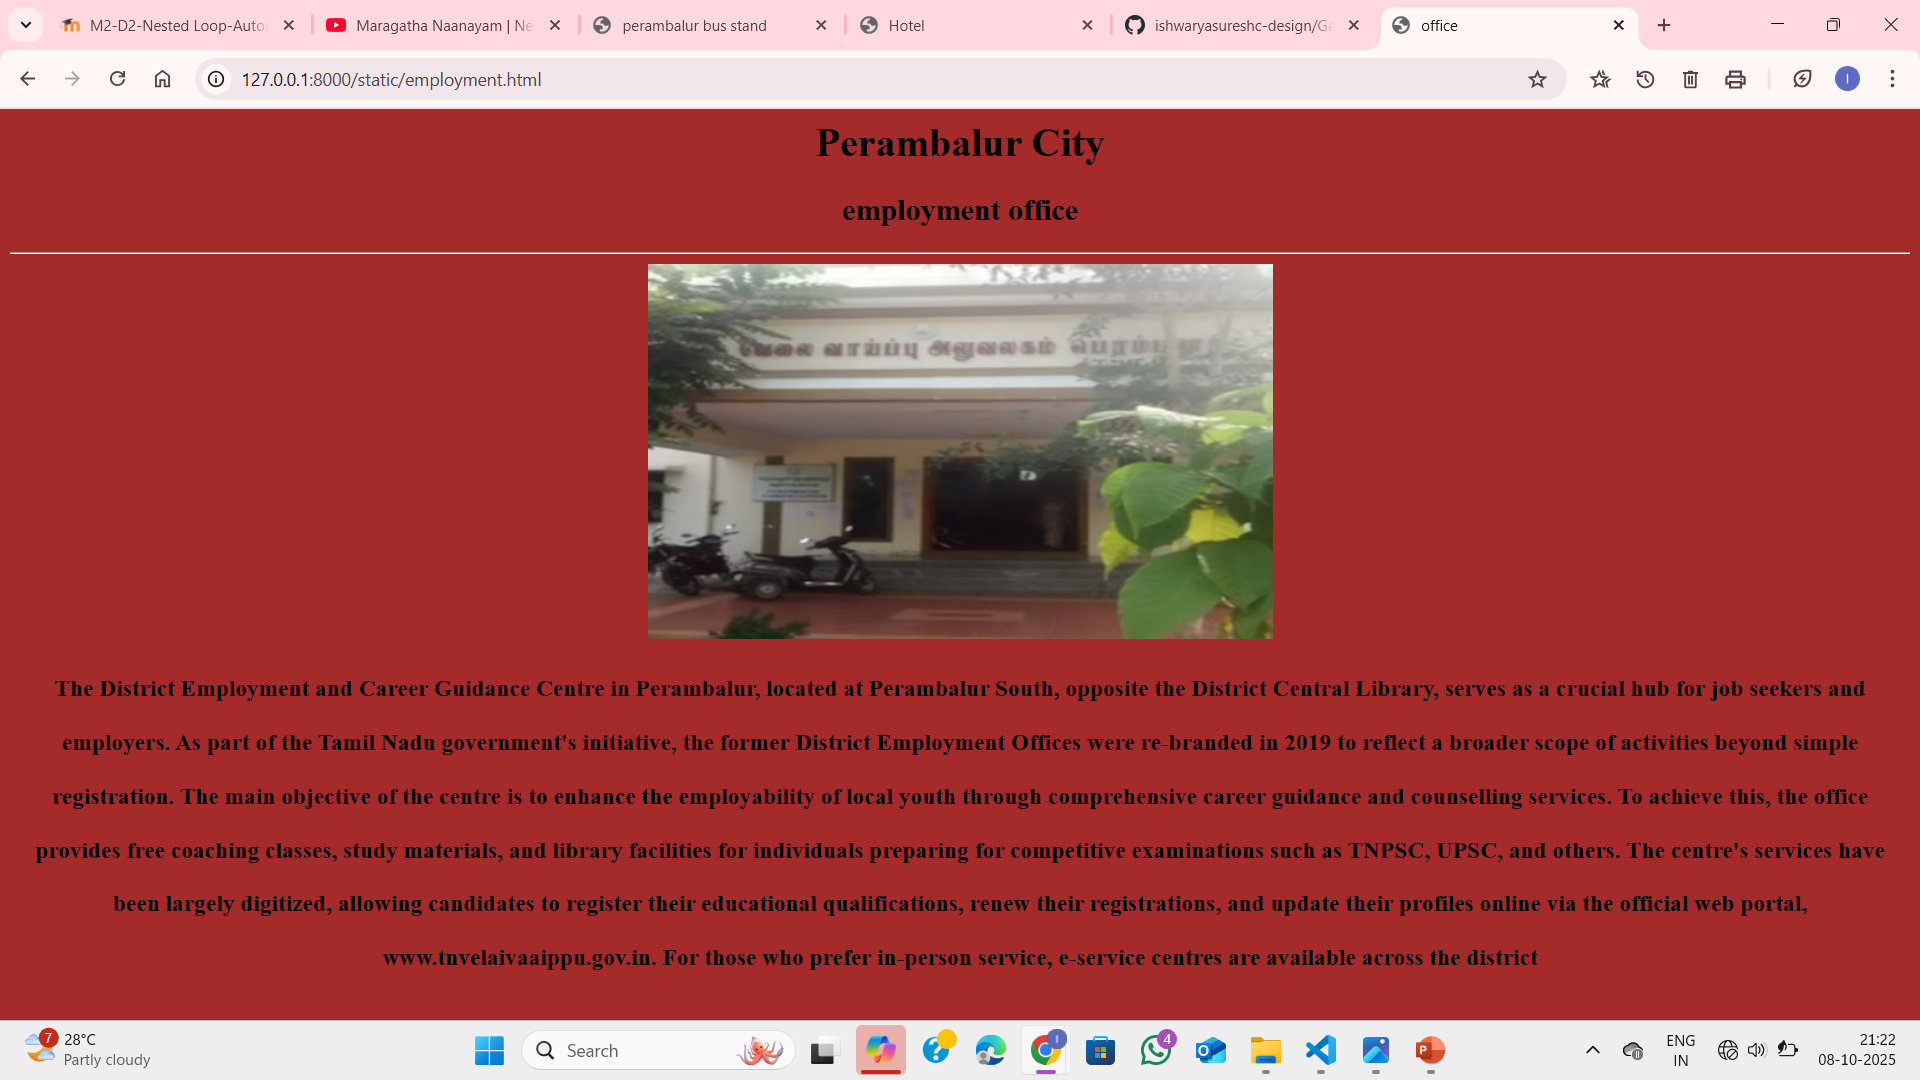 M2-D2-Nested Loop-Auto
Maragatha Naanayam | Ne
perambalur bus stand
Hotel
ishwaryasureshc-design/Ga
office
127.0.0.1:8000/static/employment.html
I
Perambalur City
employment office
வேலை வாய்ப்பு அலுவலகம்
The District Employment and Career Guidance Centre in Perambalur, located at Perambalur South, opposite the District Central Library, serves as a crucial hub for job seekers and
employers. As part of the Tamil Nadu government's initiative, the former District Employment Offices were re-branded in 2019 to reflect a broader scope of activities beyond simple
registration. The main objective of the centre is to enhance the employability of local youth through comprehensive career guidance and counselling services. To achieve this, the office
provides free coaching classes, study materials, and library facilities for individuals preparing for competitive examinations such as TNPSC, UPSC, and others. The centre's services have
been largely digitized, allowing candidates to register their educational qualifications, renew their registrations, and update their profiles online via the official web portal,
www.tnvelaivaaippu.gov.in. For those who prefer in-person service, e-service centres are available across the district
7
28°C
Partly cloudy
Search
I
4
P
ENG
IN
21:22
08-10-2025